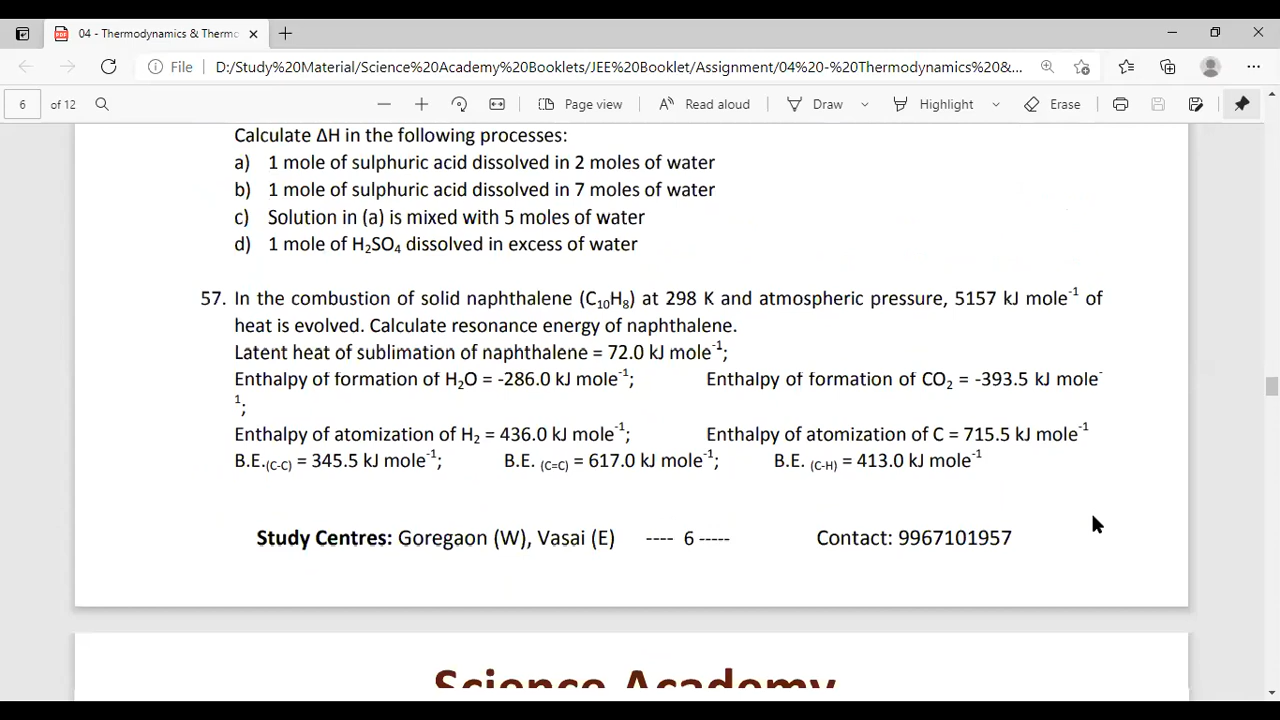 04 - Thermodynamics & Thermo
File D:/Study%20Material/Science%20Academy%20Booklets/JEE%20Booklet/Assignment/04%20-%20Thermodynamics%20&...
6 of 12 Page view Read aloud Draw Highlight Erase
Calculate ΔH in the following processes:
a) 1 mole of sulphuric acid dissolved in 2 moles of water
b) 1 mole of sulphuric acid dissolved in 7 moles of water
c) Solution in (a) is mixed with 5 moles of water
d) 1 mole of H₂SO₄ dissolved in excess of water
57. In the combustion of solid naphthalene (C₁₀H₈) at 298 K and atmospheric pressure, 5157 kJ mole⁻¹ of
heat is evolved. Calculate resonance energy of naphthalene.
Latent heat of sublimation of naphthalene = 72.0 kJ mole⁻¹;
Enthalpy of formation of H₂O = -286.0 kJ mole⁻¹; Enthalpy of formation of CO₂ = -393.5 kJ mole⁻
¹;
Enthalpy of atomization of H₂ = 436.0 kJ mole⁻¹; Enthalpy of atomization of C = 715.5 kJ mole⁻¹
B.E.(C-C) = 345.5 kJ mole⁻¹; B.E. (C=C) = 617.0 kJ mole⁻¹; B.E. (C-H) = 413.0 kJ mole⁻¹
Study Centres: Goregaon (W), Vasai (E) ---- 6 ----- Contact: 9967101957
Science Academy